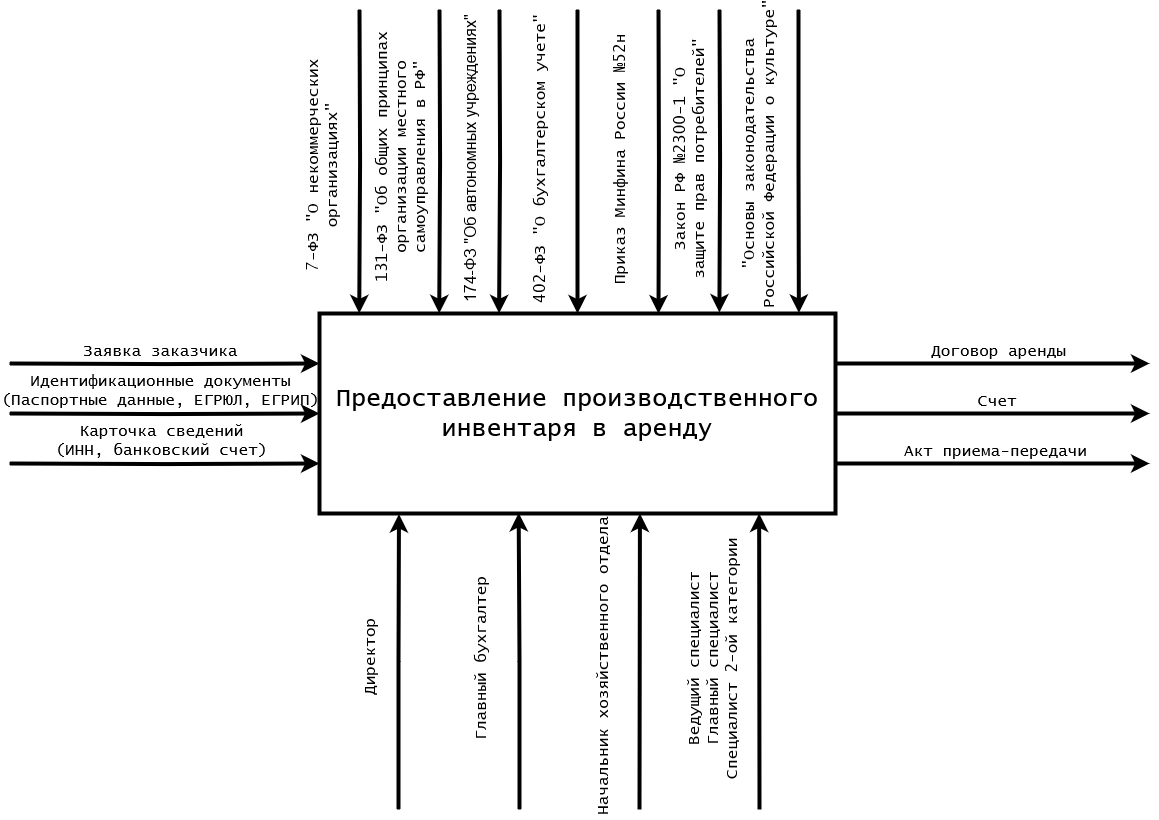 7-ФЗ "О некоммерческих
организациях"
131-ФЗ "Об общих принципах
организации местного
самоуправления в РФ"
174-ФЗ "Об автономных учреждениях"
402-ФЗ "О бухгалтерском учете"
Приказ Минфина России №52н
Закон РФ №2300-1 "О
защите прав потребителей"
"Основы законодательства
Российской Федерации о культуре"
Заявка заказчика
Идентификационные документы
(Паспортные данные, ЕГРЮЛ, ЕГРИП)
Карточка сведений
(ИНН, банковский счет)
Предоставление производственного
инвентаря в аренду
Договор аренды
Счет
Акт приема-передачи
Директор
Главный бухгалтер
Начальник хозяйственного отдела
Ведущий специалист
Главный специалист
Специалист 2-ой категории